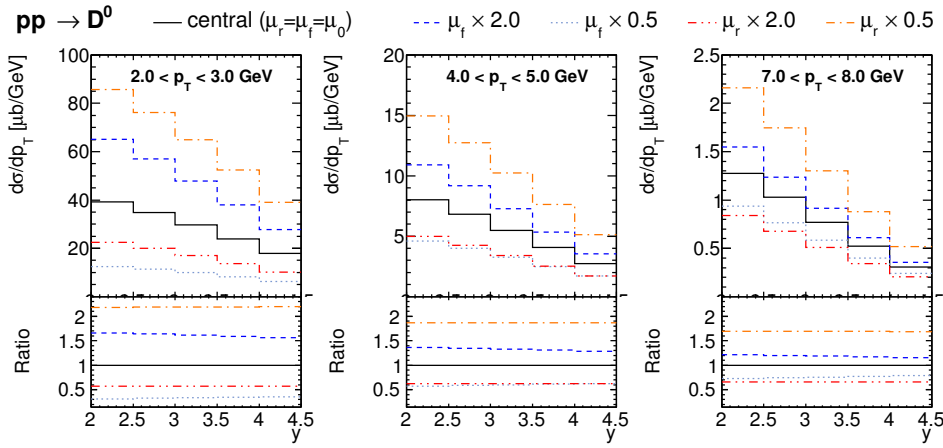 pp → D⁰ central (μr=μf=μ0) μf × 2.0 μf × 0.5 μr × 2.0 μr × 0.5
2.0 < pT < 3.0 GeV
dσ/dpT [μb/GeV]
100
80
60
40
20
0
Ratio
2
1.5
1
0.5
2 2.5 3 3.5 4 4.5
y
4.0 < pT < 5.0 GeV
dσ/dpT [μb/GeV]
20
15
10
5
Ratio
2
1.5
1
0.5
2 2.5 3 3.5 4 4.5
y
7.0 < pT < 8.0 GeV
dσ/dpT [μb/GeV]
2.5
2
1.5
1
0.5
Ratio
2
1.5
1
0.5
2 2.5 3 3.5 4 4.5
y